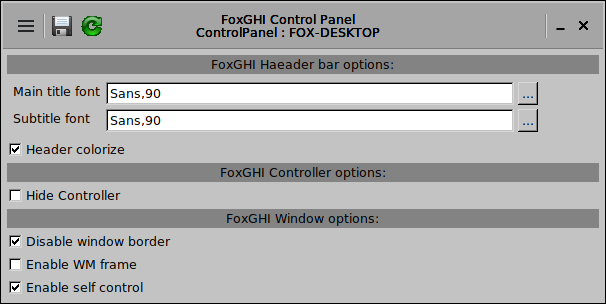 FoxGHI Control Panel
ControlPanel : FOX-DESKTOP
FoxGHI Haeader bar options:
Main title font Sans,90 ...
Subtitle font Sans,90 ...
Header colorize
FoxGHI Controller options:
Hide Controller
FoxGHI Window options:
Disable window border
Enable WM frame
Enable self control